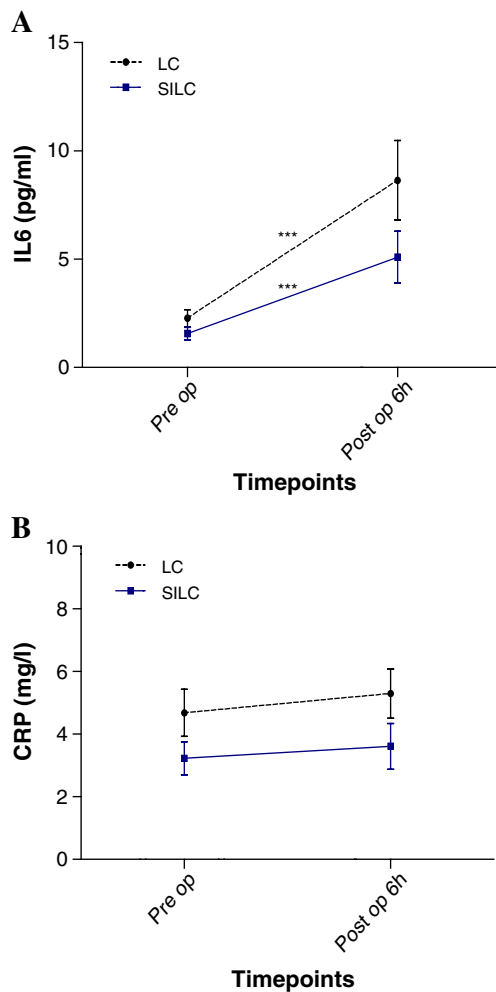 A
15
10
5
0
IL6 (pg/ml)
LC
SILC
***
***
Pre op
Post op 6h
Timepoints
B
10
8
6
4
2
0
CRP (mg/l)
LC
SILC
Pre op
Post op 6h
Timepoints